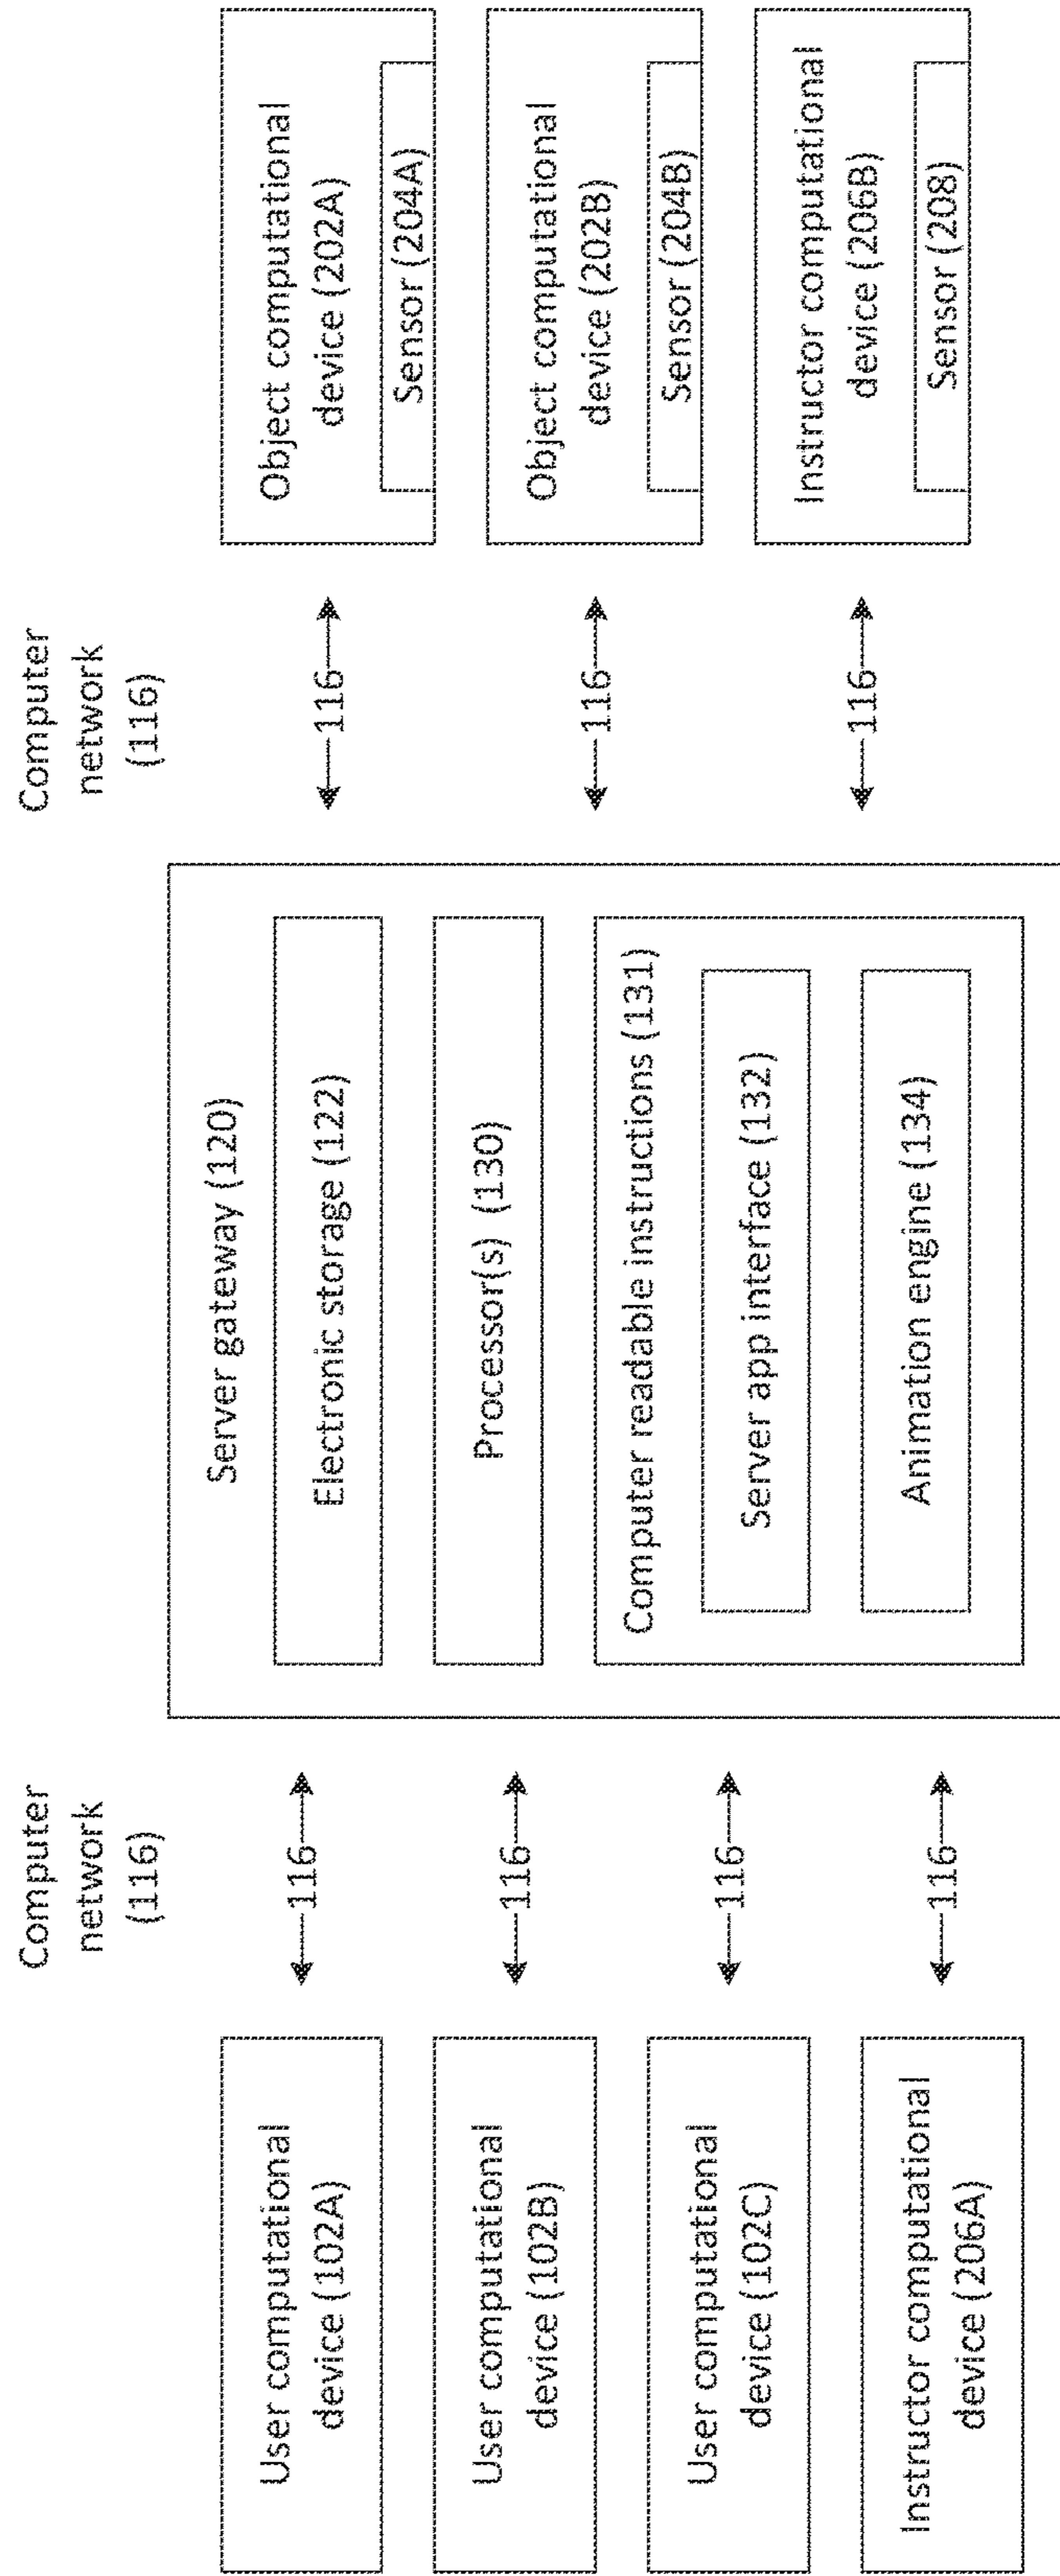 Computer
network
(116)
User computational
device (102A)
User computational
device (102B)
User computational
device (102C)
Instructor computational
device (206A)
116
116
116
116
Server gateway (120)
Electronic storage (122)
Processor(s) (130)
Computer readable instructions (131)
Server app interface (132)
Animation engine (134)
Computer
network
(116)
116
116
116
Object computational
device (202A)
Sensor (204A)
Object computational
device (202B)
Sensor (204B)
Instructor computational
device (206B)
Sensor (208)